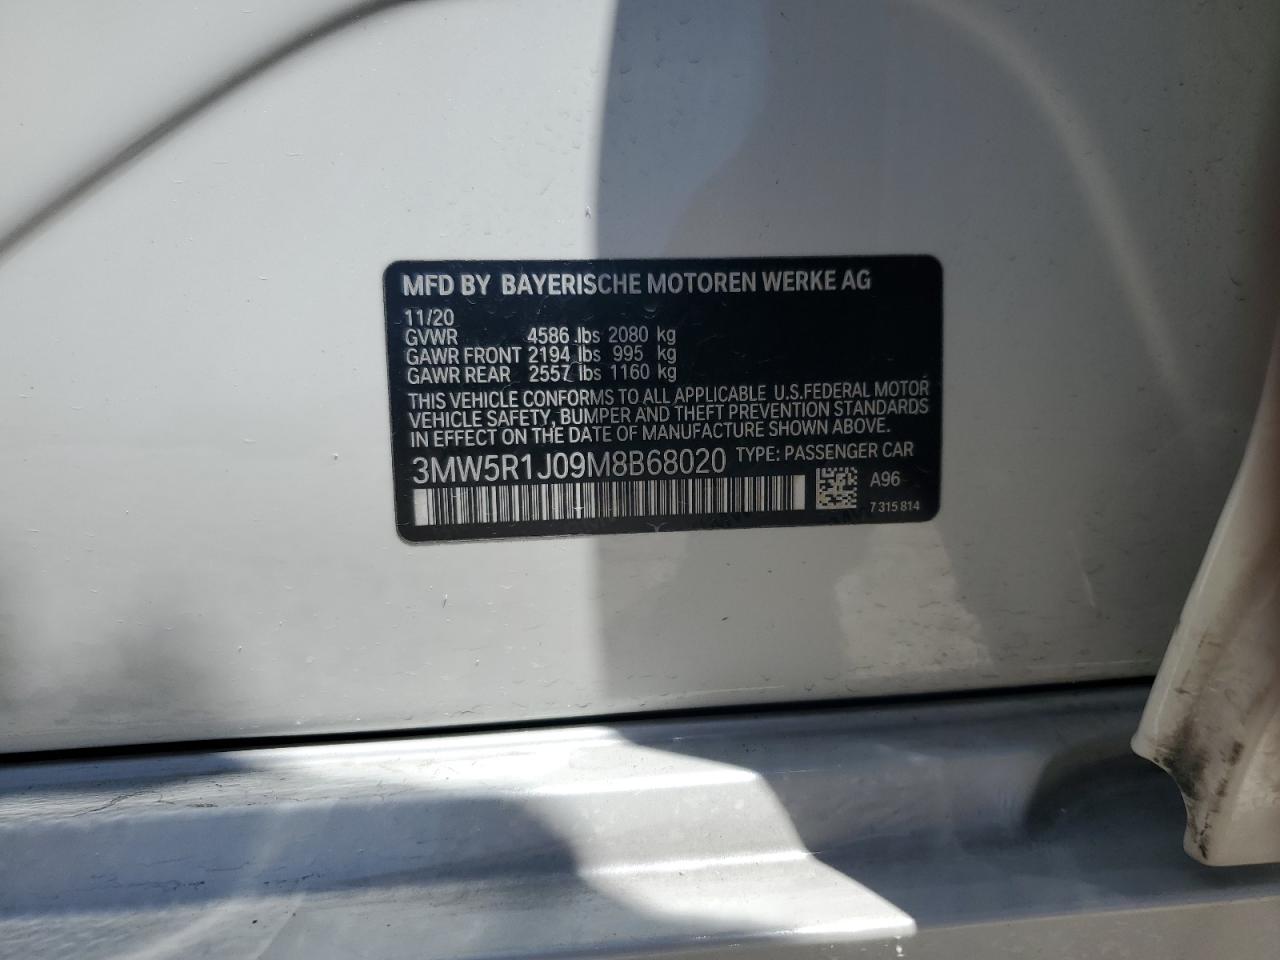 MFD BY BAYERISCHE MOTOREN WERKE AG
11/20
GVWR 4586 lbs 2080 kg
GAWR FRONT 2194 lbs 995 kg
GAWR REAR 2557 lbs 1160 kg
THIS VEHICLE CONFORMS TO ALL APPLICABLE U.S.FEDERAL MOTOR
VEHICLE SAFETY, BUMPER AND THEFT PREVENTION STANDARDS
IN EFFECT ON THE DATE OF MANUFACTURE SHOWN ABOVE.
3MW5R1J09M8B68020 TYPE: PASSENGER CAR
A96
7 315 814